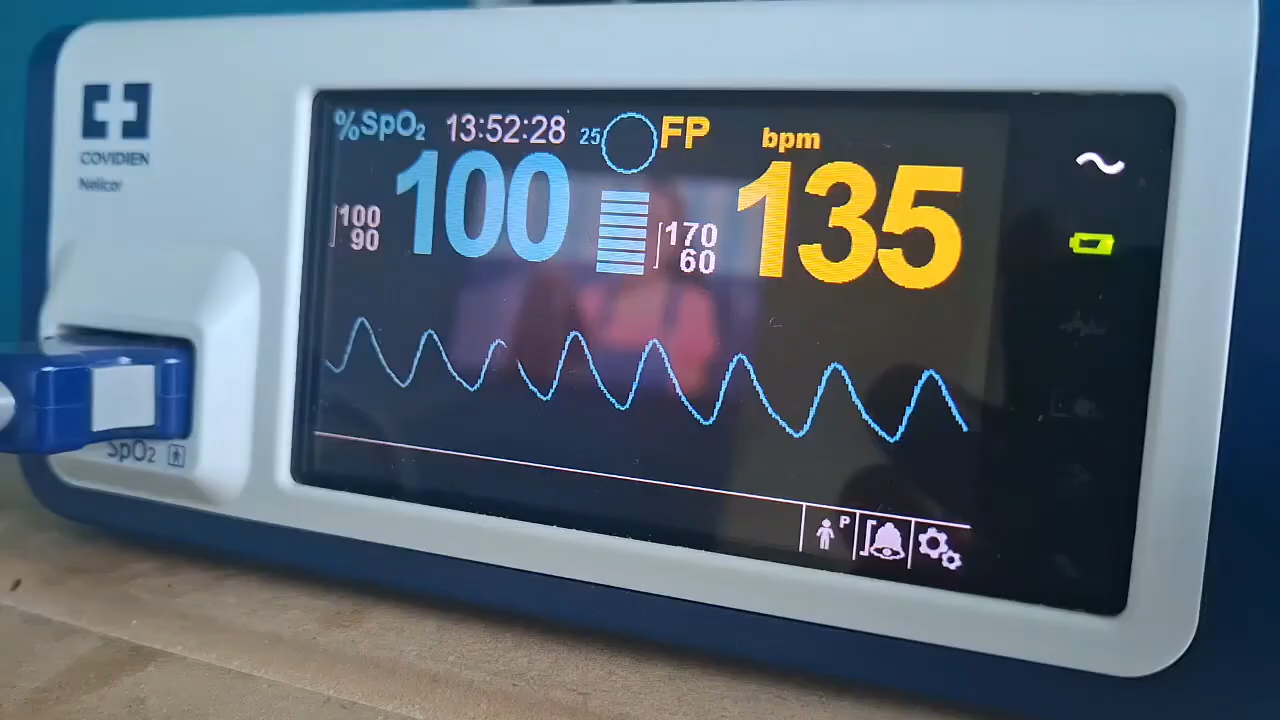 COVIDIEN
Nellcor
%SpO₂ 13:52:28 25 FP bpm
100
90
100
170
60
135
SpO₂
P